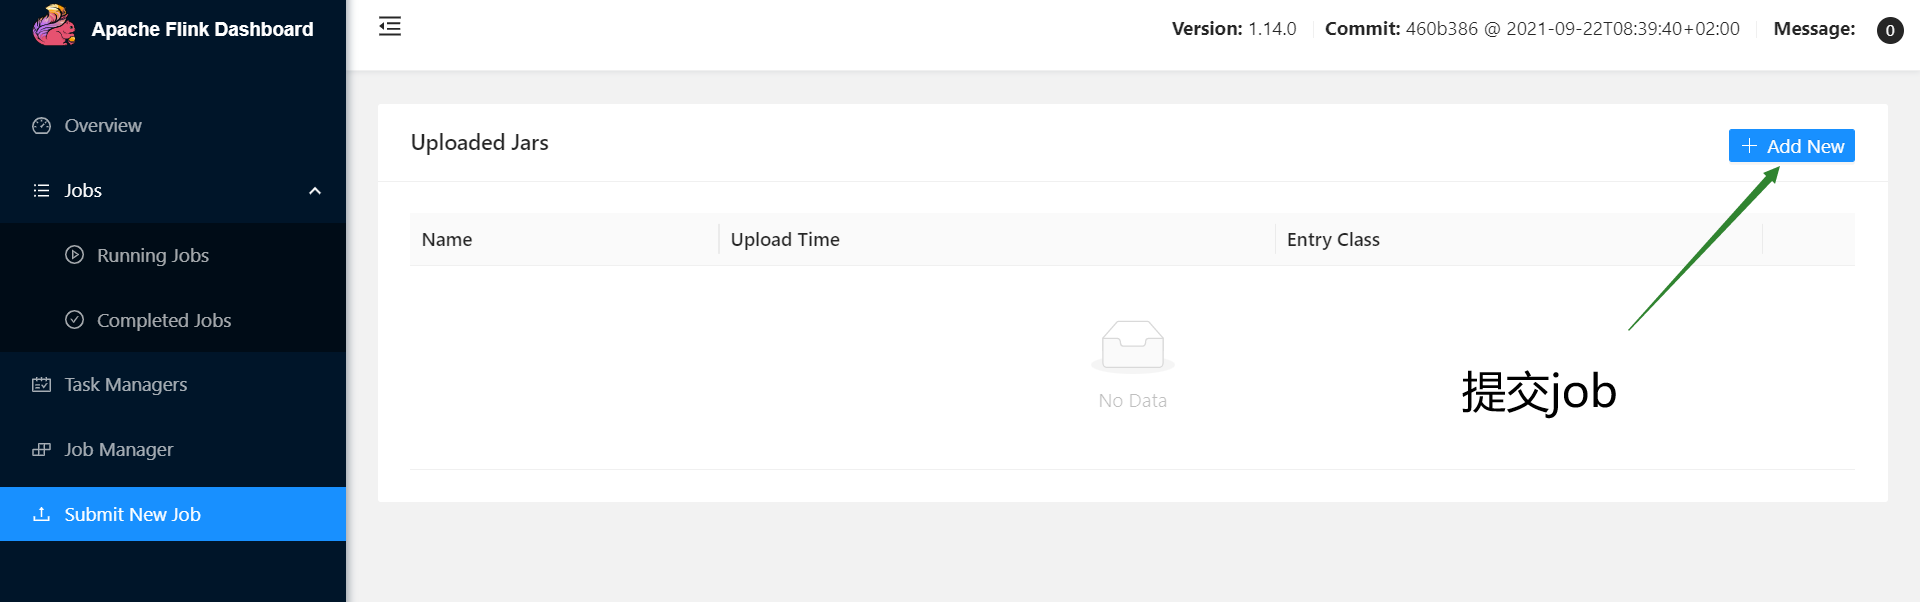 Apache Flink Dashboard
Version: 1.14.0 Commit: 460b386 @ 2021-09-22T08:39:40+02:00 Message: 0
Overview
Jobs
Running Jobs
Completed Jobs
Task Managers
Job Manager
Submit New Job
Uploaded Jars
+ Add New
Name Upload Time Entry Class
No Data
提交job